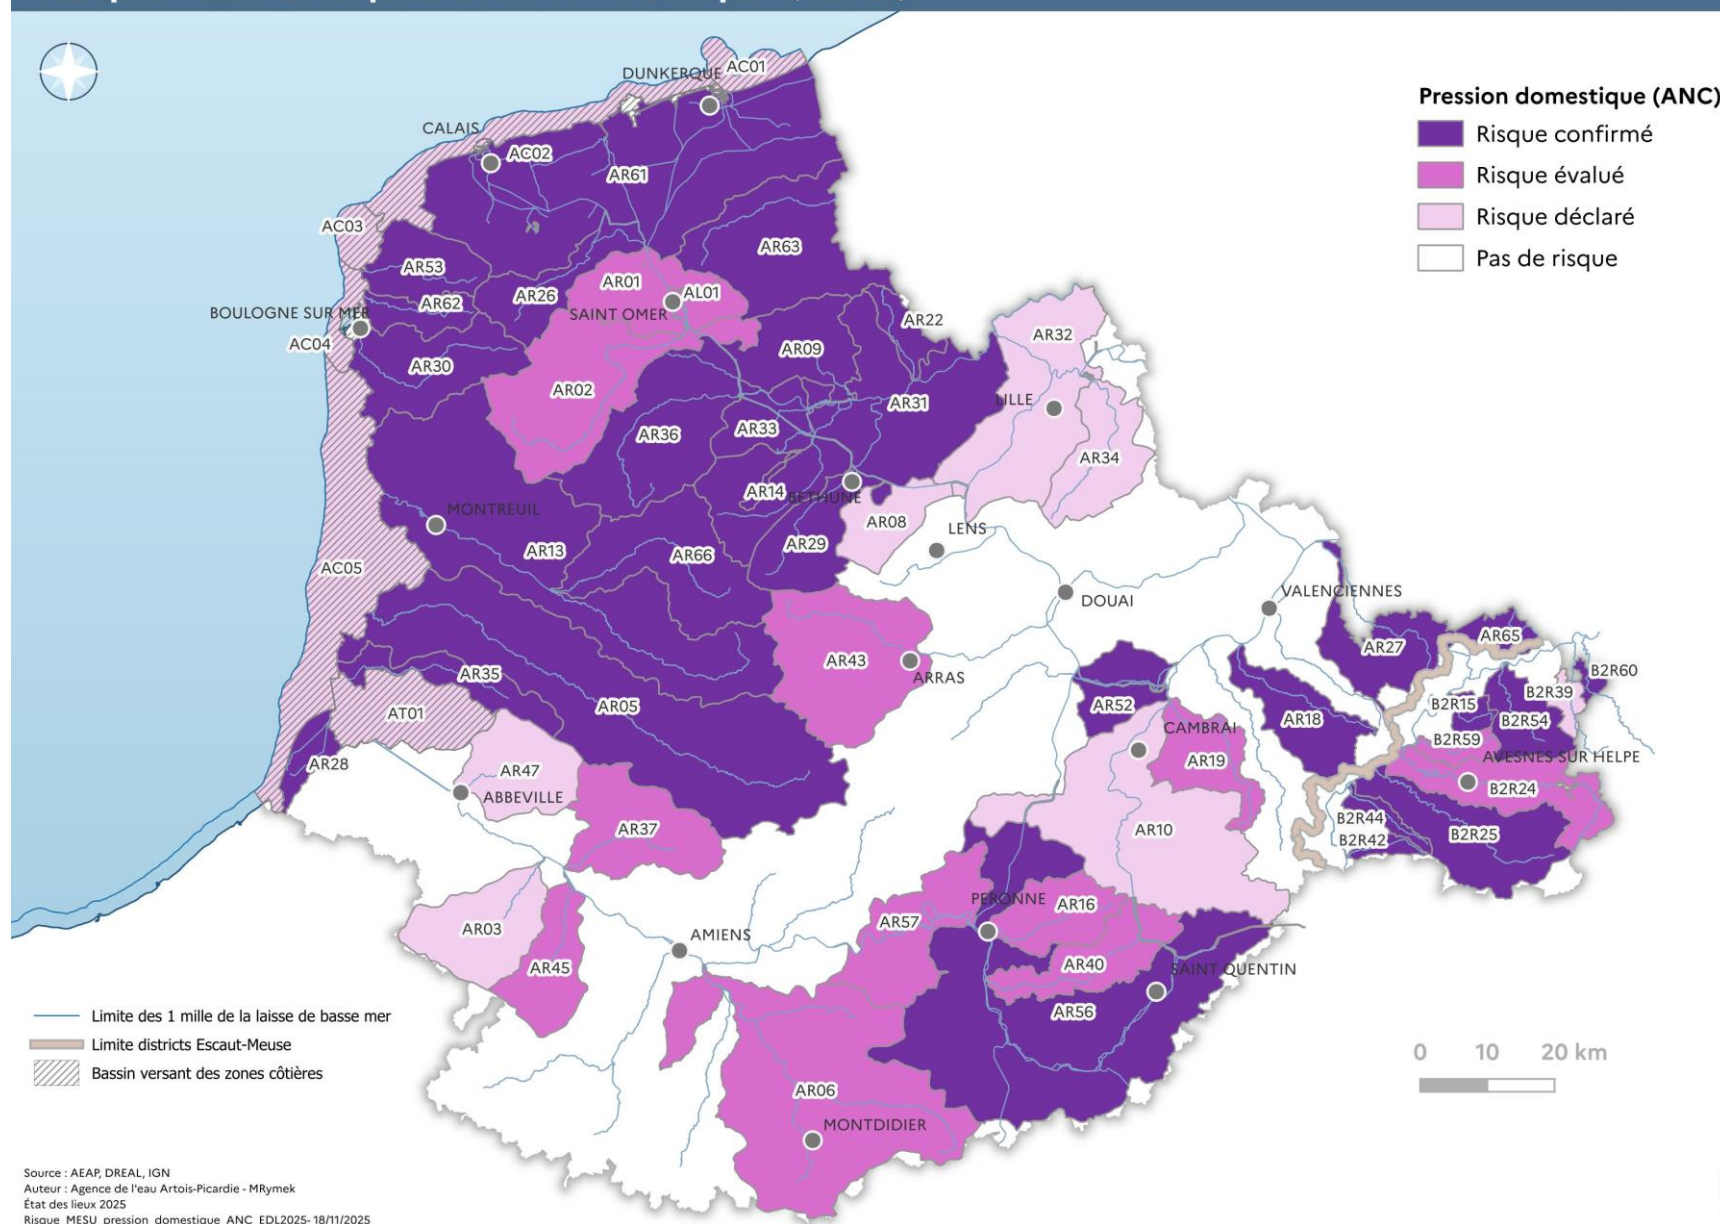 DUNKERQUE
AC01
CALAIS
AC02
AR61
AC03
AR63
AR53
AR01
AL01
AR62
AR26
BOULOGNE SUR MER
SAINT OMER
AR22
AC04
AR32
AR09
AR30
AR02
LILLE
AR31
AR36
AR33
AR34
AR14
BETHUNE
MONTREUIL
AR08
LENS
AR29
AR13
AR66
AC05
DOUAI
VALENCIENNES
AR65
AR27
AR43
ARRAS
B2R60
AR35
B2R39
AR05
AR52
B2R15
AT01
AR18
B2R54
CAMBRAI
B2R59
AVESNES SUR HELPE
AR28
AR47
AR19
B2R24
ABBEVILLE
AR37
AR10
B2R44
B2R25
B2R42
PERONNE
AR16
AR03
AR57
AMIENS
AR45
AR40
SAINT QUENTIN
AR56
AR06
MONTDIDIER
Pression domestique (ANC)
Risque confirmé
Risque évalué
Risque déclaré
Pas de risque
Limite des 1 mille de la laisse de basse mer
Limite districts Escaut-Meuse
Bassin versant des zones côtières
0 10 20 km
Source : AEAP, DREAL, IGN
Auteur : Agence de l'eau Artois-Picardie - MRymek
État des lieux 2025
Risque_MESU_pression_domestique_ANC_EDL2025- 18/11/2025